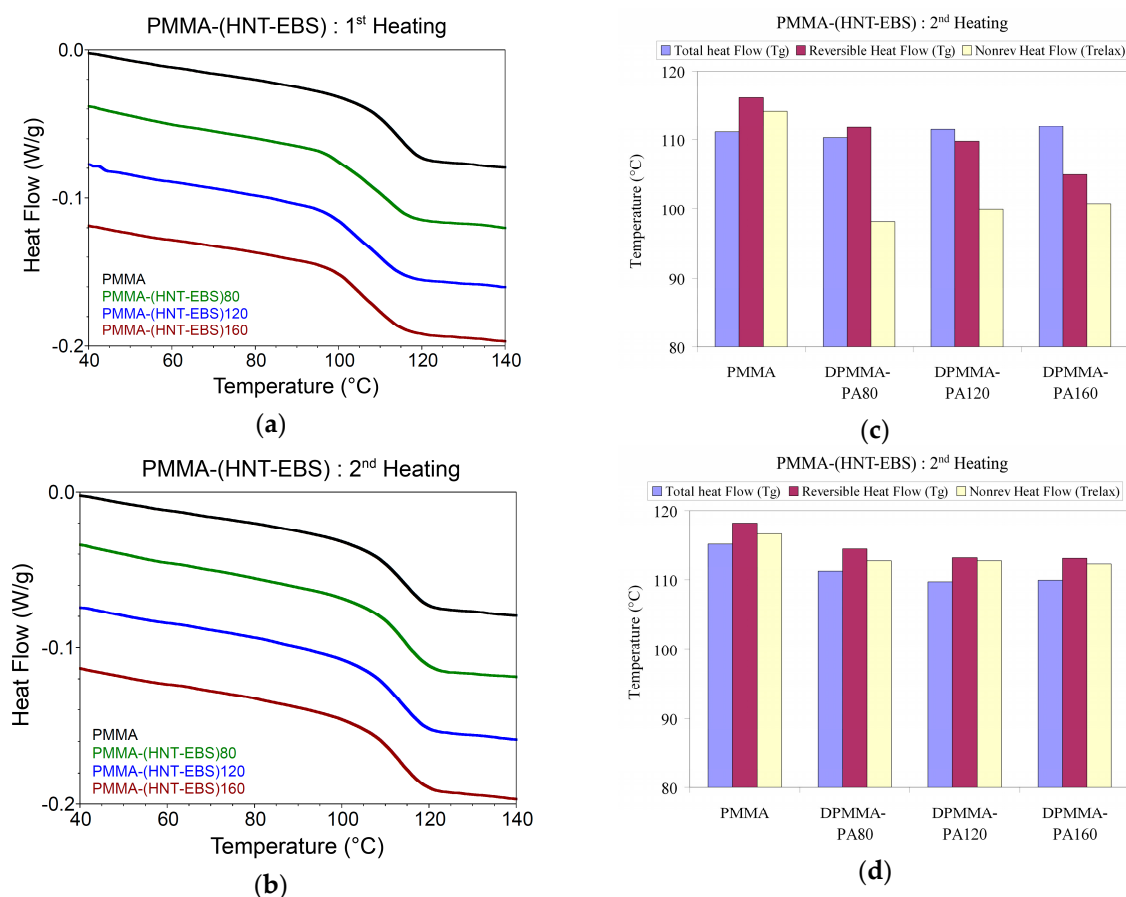 PMMA-(HNT-EBS) : 1st Heating
0.0
-0.1
-0.2
Heat Flow (W/g)
PMMA
PMMA-(HNT-EBS)80
PMMA-(HNT-EBS)120
PMMA-(HNT-EBS)160
40 60 80 100 120 140
Temperature (°C)
(a)
PMMA-(HNT-EBS) : 2nd Heating
0.0
-0.1
-0.2
Heat Flow (W/g)
PMMA
PMMA-(HNT-EBS)80
PMMA-(HNT-EBS)120
PMMA-(HNT-EBS)160
40 60 80 100 120 140
Temperature (°C)
(b)
PMMA-(HNT-EBS) : 2nd Heating
Total heat Flow (Tg) Reversible Heat Flow (Tg) Nonrev Heat Flow (Trelax)
120
110
100
90
80
Temperature (°C)
PMMA DPMMA- DPMMA- DPMMA-
PA80 PA120 PA160
(c)
PMMA-(HNT-EBS) : 2nd Heating
Total heat Flow (Tg) Reversible Heat Flow (Tg) Nonrev Heat Flow (Trelax)
120
110
100
90
80
Temperature (°C)
PMMA DPMMA- DPMMA- DPMMA-
PA80 PA120 PA160
(d)